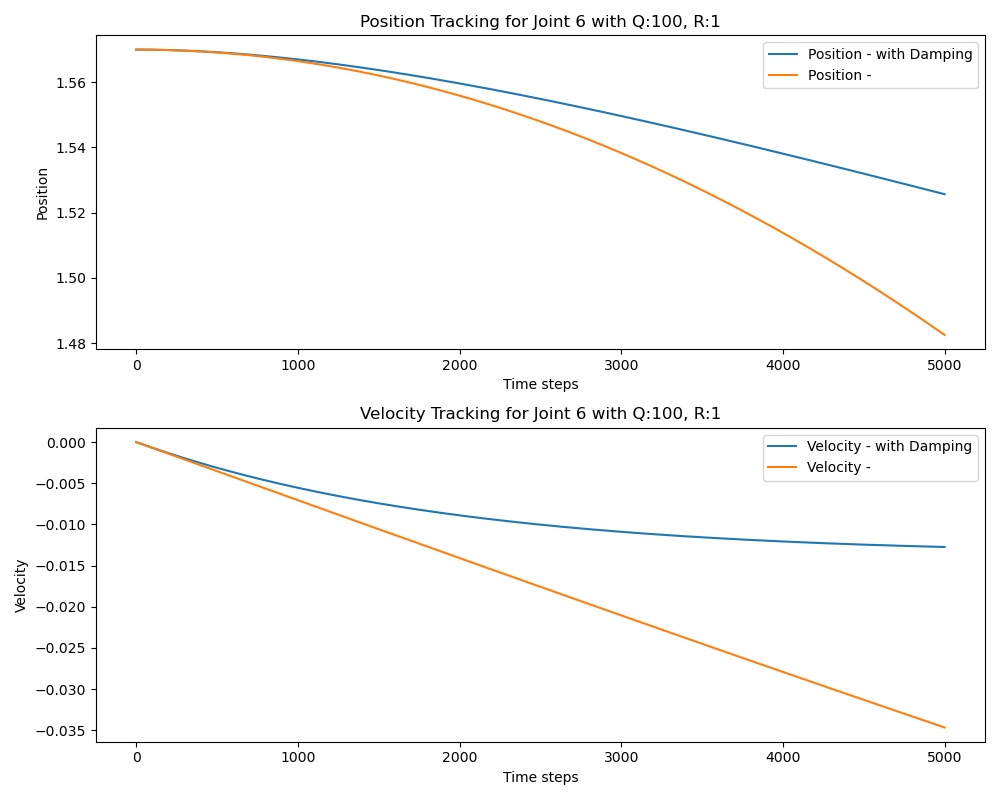 Position Tracking for Joint 6 with Q:100, R:1
Position - with Damping
Position -
1.56
1.54
1.52
1.50
1.48
Position
0 1000 2000 3000 4000 5000
Time steps
Velocity Tracking for Joint 6 with Q:100, R:1
Velocity - with Damping
Velocity -
0.000
−0.005
−0.010
−0.015
−0.020
−0.025
−0.030
−0.035
Velocity
0 1000 2000 3000 4000 5000
Time steps